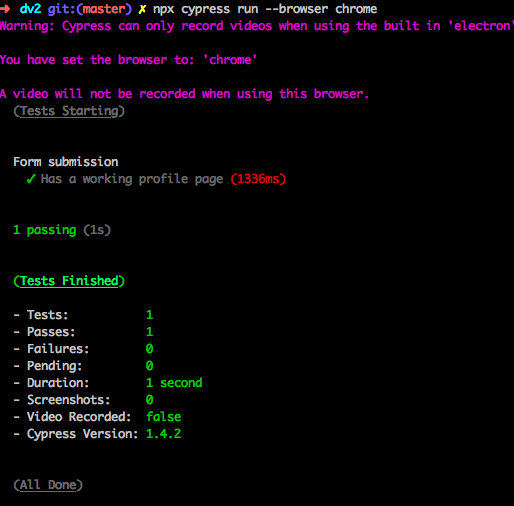 ➜ dv2 git:(master) ✗ npx cypress run --browser chrome
Warning: Cypress can only record videos when using the built in 'electron'
You have set the browser to: 'chrome'
A video will not be recorded when using this browser.
(Tests Starting)
Form submission
✓ Has a working profile page (1336ms)
1 passing (1s)
(Tests Finished)
- Tests: 1
- Passes: 1
- Failures: 0
- Pending: 0
- Duration: 1 second
- Screenshots: 0
- Video Recorded: false
- Cypress Version: 1.4.2
(All Done)